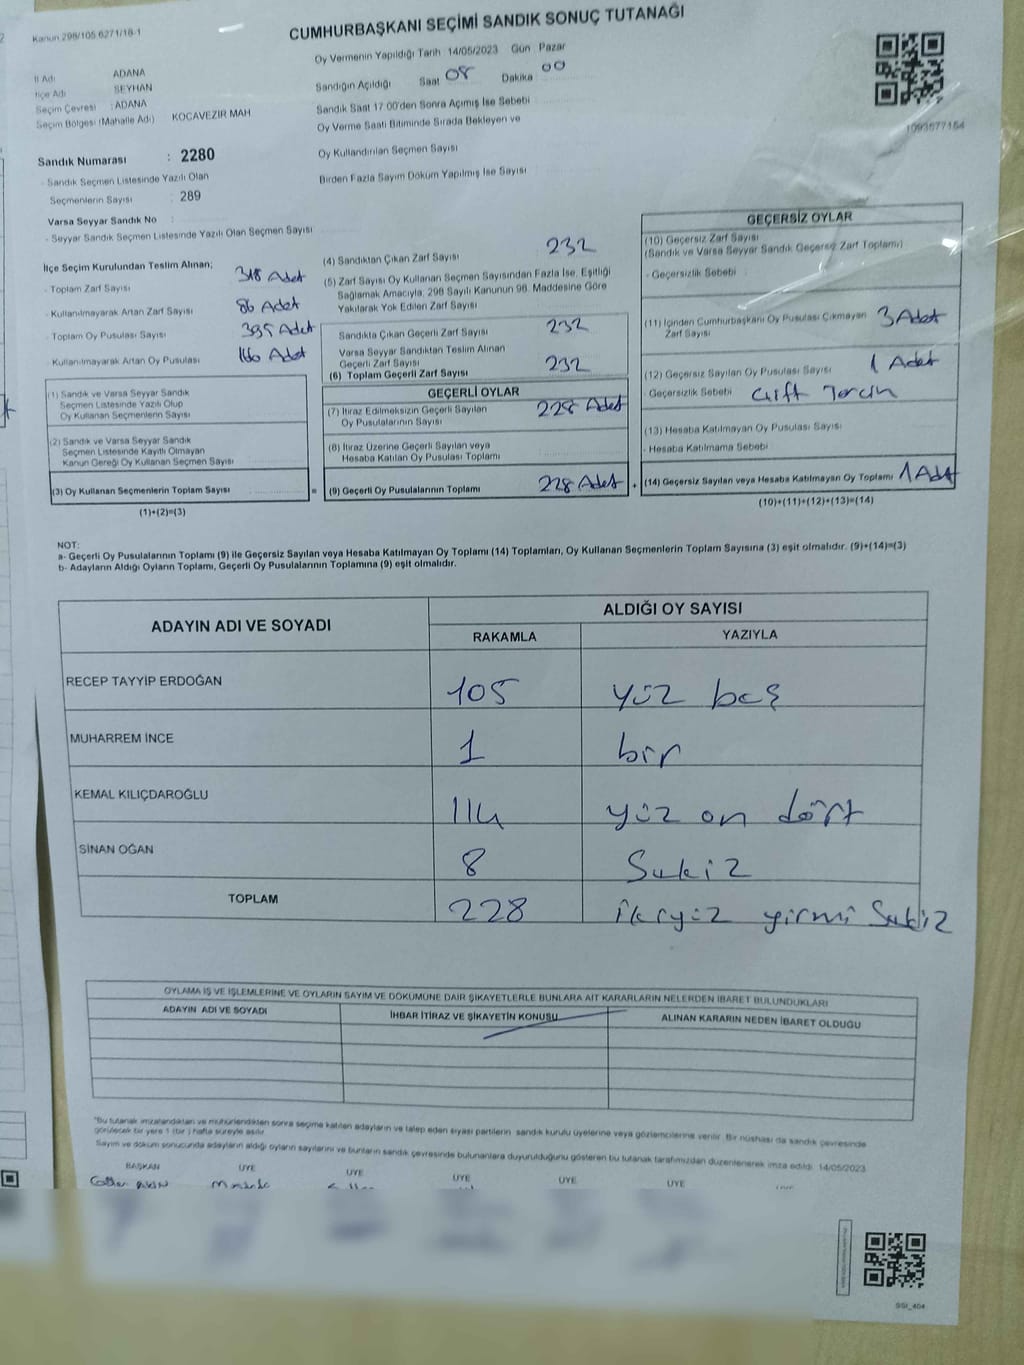 Kanun 298/105 6271/18-1
CUMHURBAŞKANI SEÇİMİ SANDIK SONUÇ TUTANAĞI
Oy Vermenin Yapıldığı Tarih : 14/05/2023 Gün : Pazar
İl Adı : ADANA
İlçe Adı : SEYHAN
Seçim Çevresi : ADANA
Seçim Bölgesi (Mahalle Adı) KOCAVEZİR MAH
Sandığın Açıldığı Saat 08 Dakika 00
Sandık Saat 17.00'den Sonra Açmış İse Sebebi
Oy Verme Saati Bitiminde Sırada Bekleyen ve
Oy Kullandırılan Seçmen Sayısı
Birden Fazla Sayım Döküm Yapılmış İse Sayısı
1093577154
Sandık Numarası : 2280
- Sandık Seçmen Listesinde Yazılı Olan
Seçmenlerin Sayısı : 289
Varsa Seyyar Sandık No :
- Seyyar Sandık Seçmen Listesinde Yazılı Olan Seçmen Sayısı
İlçe Seçim Kurulundan Teslim Alınan;
- Toplam Zarf Sayısı 318 Adet
- Kullanılmayarak Artan Zarf Sayısı 86 Adet
- Toplam Oy Pusulası Sayısı 395 Adet
- Kullanılmayarak Artan Oy Pusulası 166 Adet
(1) Sandık ve Varsa Seyyar Sandık
Seçmen Listesinde Yazılı Olup
Oy Kullanan Seçmenlerin Sayısı
(2) Sandık ve Varsa Seyyar Sandık
Seçmen Listesinde Kayıtlı Olmayan
Kanun Gereği Oy Kullanan Seçmen Sayısı
(3) Oy Kullanan Seçmenlerin Toplam Sayısı
(1)+(2)=(3)
(4) Sandıktan Çıkan Zarf Sayısı 232
(5) Zarf Sayısı Oy Kullanan Seçmen Sayısından Fazla İse, Eşitliği
Sağlamak Amacıyla, 298 Sayılı Kanunun 98. Maddesine Göre
Yakılarak Yok Edilen Zarf Sayısı
Sandıkta Çıkan Geçerli Zarf Sayısı 232
Varsa Seyyar Sandıktan Teslim Alınan
Geçerli Zarf Sayısı
(6) Toplam Geçerli Zarf Sayısı 232
GEÇERLİ OYLAR
(7) İtiraz Edilmeksizin Geçerli Sayılan
Oy Pusulalarının Sayısı 228 Adet
(8) İtiraz Üzerine Geçerli Sayılan veya
Hesaba Katılan Oy Pusulası Toplamı
= (9) Geçerli Oy Pusulalarının Toplamı 228 Adet +
GEÇERSİZ OYLAR
(10) Geçersiz Zarf Sayısı
(Sandık ve Varsa Seyyar Sandık Geçersiz Zarf Toplamı)
- Geçersizlik Sebebi
(11) İçinden Cumhurbaşkanı Oy Pusulası Çıkmayan
Zarf Sayısı 3 Adet
(12) Geçersiz Sayılan Oy Pusulası Sayısı 1 Adet
- Geçersizlik Sebebi Çift Tercih
(13) Hesaba Katılmayan Oy Pusulası Sayısı
- Hesaba Katılmama Sebebi
(14) Geçersiz Sayılan veya Hesaba Katılmayan Oy Toplamı 1 Adet
(10)+(11)+(12)+(13)=(14)
NOT:
a- Geçerli Oy Pusulalarının Toplamı (9) ile Geçersiz Sayılan veya Hesaba Katılmayan Oy Toplamı (14) Toplamları, Oy Kullanan Seçmenlerin Toplam Sayısına (3) eşit olmalıdır. (9)+(14)=(3)
b- Adayların Aldığı Oyların Toplamı, Geçerli Oy Pusulalarının Toplamına (9) eşit olmalıdır.
ADAYIN ADI VE SOYADI ALDIĞI OY SAYISI
RAKAMLA YAZIYLA
RECEP TAYYİP ERDOĞAN 105 yüz beş
MUHARREM İNCE 1 bir
KEMAL KILIÇDAROĞLU 114 yüz on dört
SİNAN OĞAN 8 Sekiz
TOPLAM 228 ikiyüz yirmi Sekiz
OYLAMA İŞ VE İŞLEMLERİNE VE OYLARIN SAYIM VE DÖKÜMÜNE DAİR ŞİKAYETLERLE BUNLARA AİT KARARLARIN NELERDEN İBARET BULUNDUKLARI
ADAYIN ADI VE SOYADI İHBAR İTİRAZ VE ŞİKAYETİN KONUSU ALINAN KARARIN NEDEN İBARET OLDUĞU
"Bu tutanak imzalandıktan ve mühürlendikten sonra seçime katılan adayların ve talep eden siyasi partilerin sandık kurulu üyelerine veya gözlemcilerine verilir. Bir nüshası da sandık çevresinde
görülecek bir yere 1 (bir) hafta süreyle asılır.
Sayım ve döküm sonucunda adayların aldığı oyların sayılarını ve bunların sandık çevresinde bulunanlara duyurulduğunu gösteren bu tutanak tarafımızdan düzenlenerek imza edildi. 14/05/2023
BAŞKAN ÜYE ÜYE ÜYE ÜYE ÜYE
SSI_404